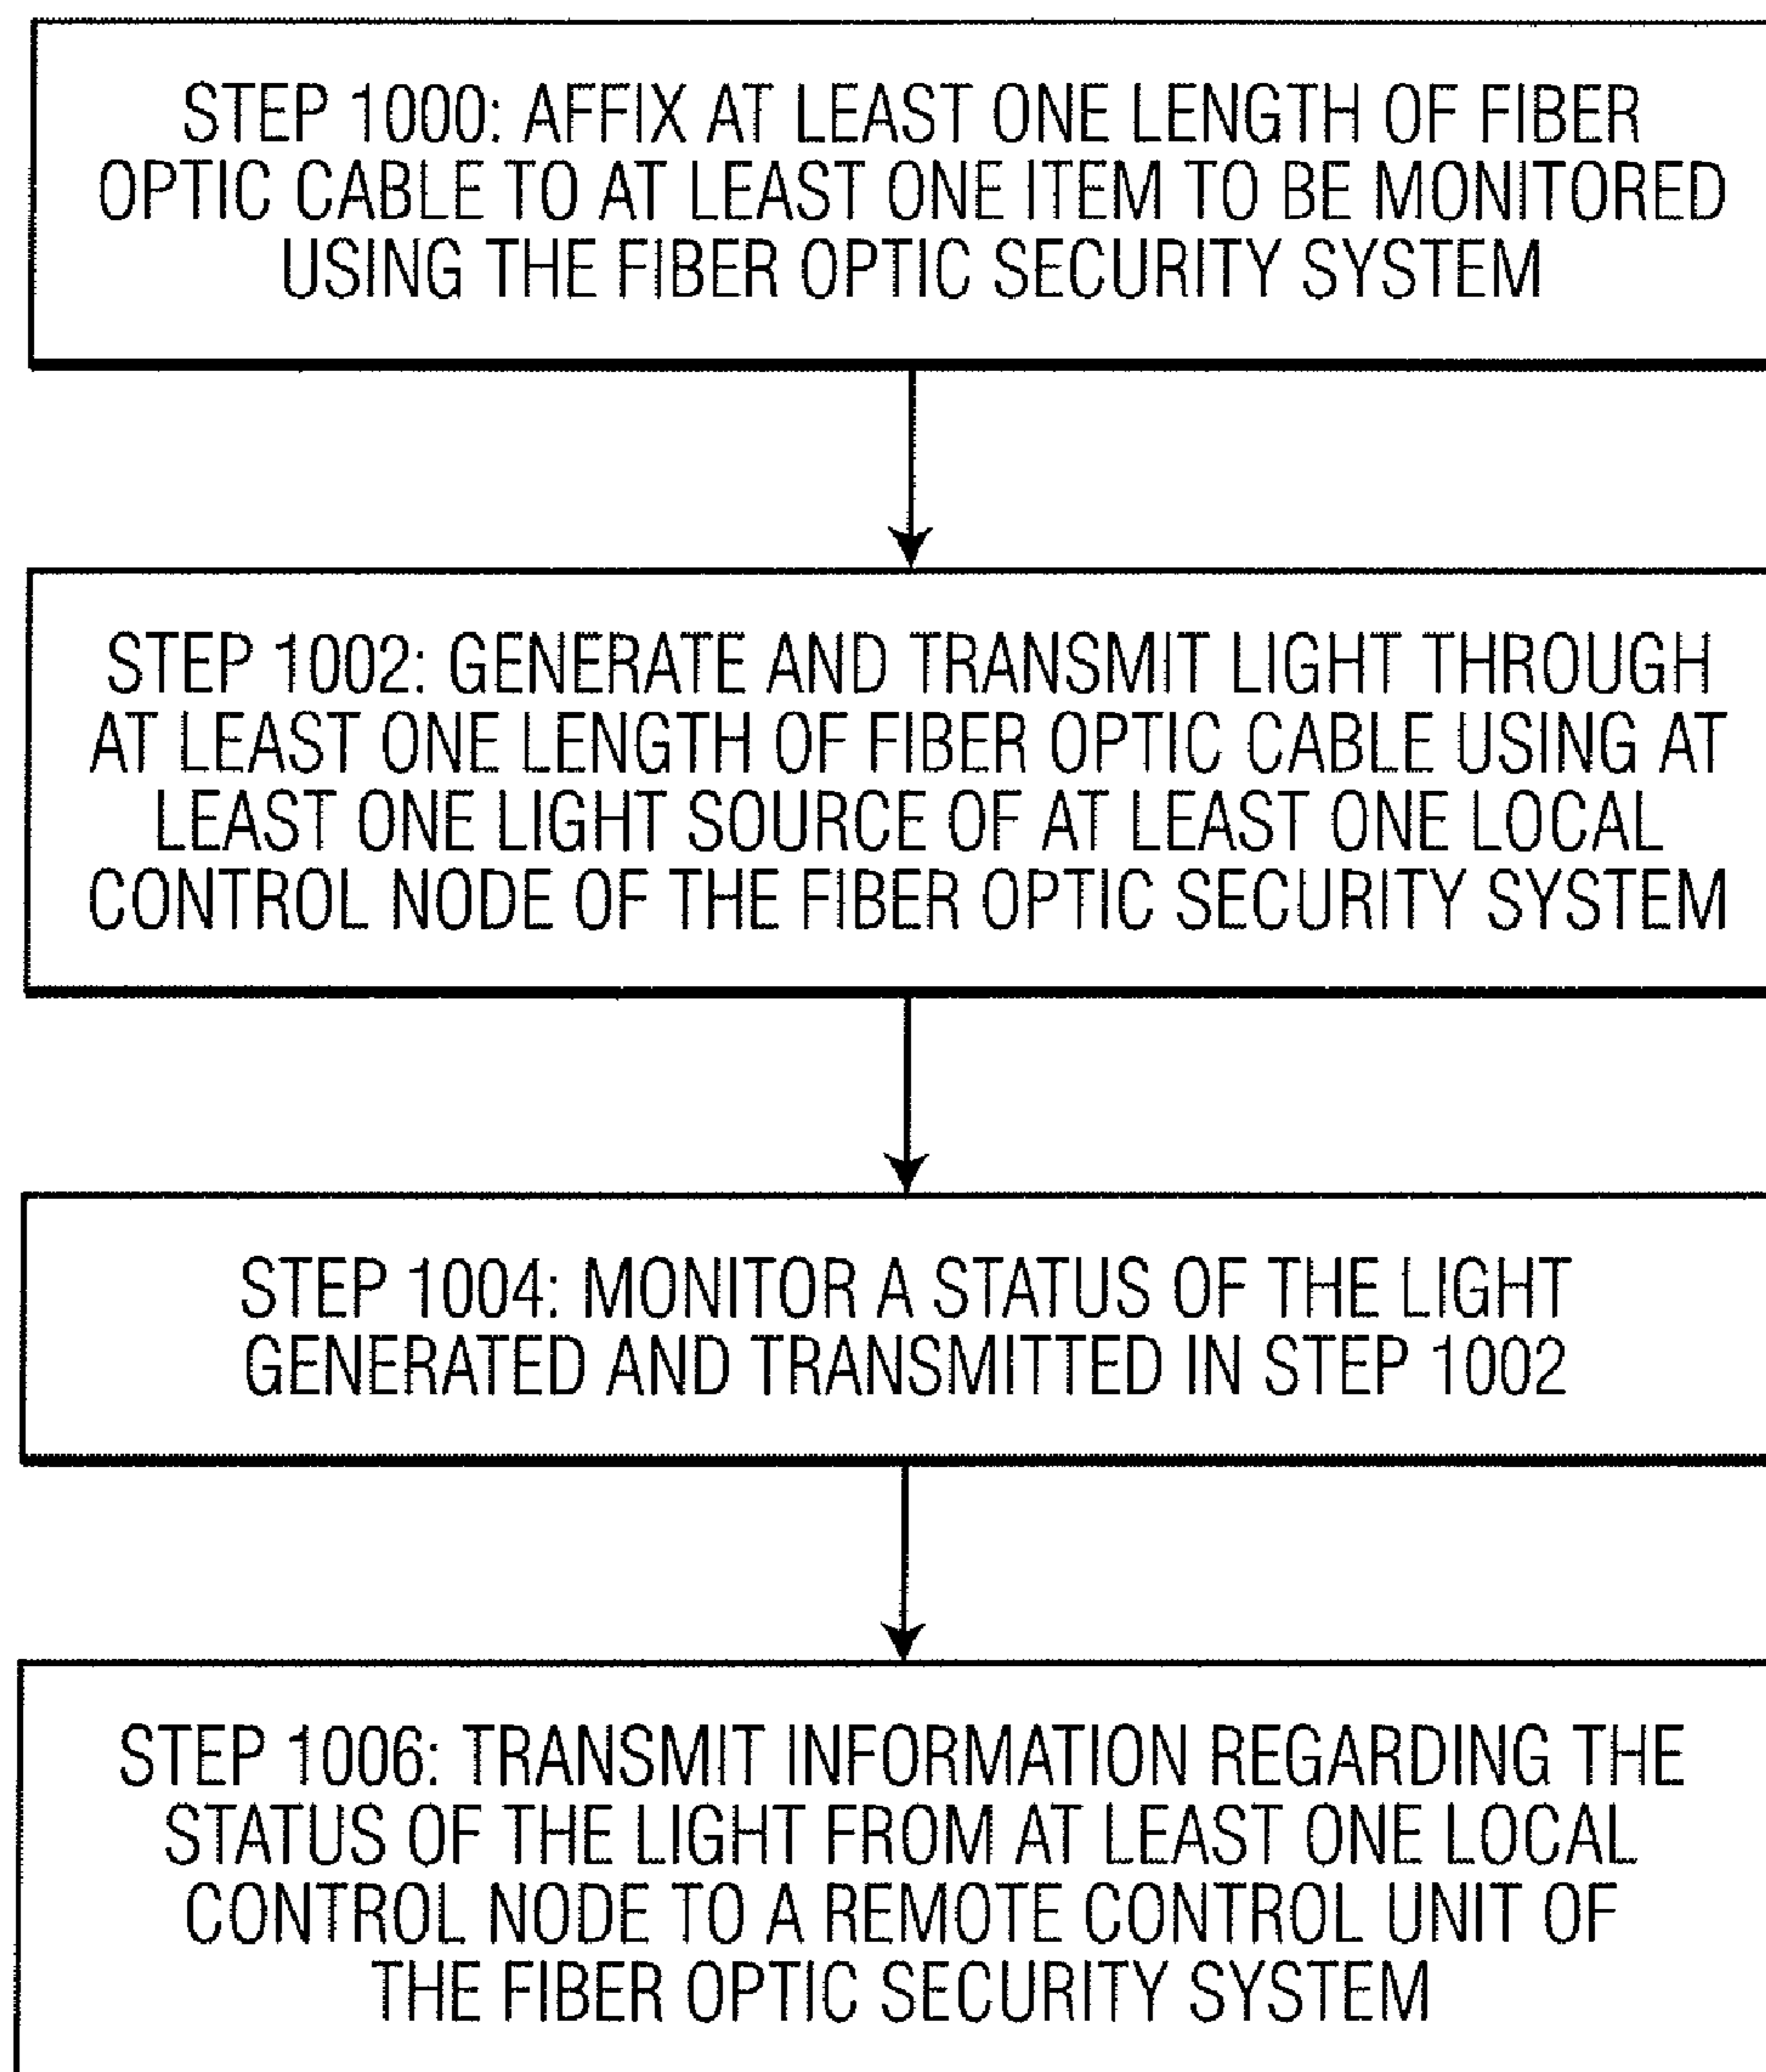 STEP 1000: AFFIX AT LEAST ONE LENGTH OF FIBER
OPTIC CABLE TO AT LEAST ONE ITEM TO BE MONITORED
USING THE FIBER OPTIC SECURITY SYSTEM
STEP 1002: GENERATE AND TRANSMIT LIGHT THROUGH
AT LEAST ONE LENGTH OF FIBER OPTIC CABLE USING AT
LEAST ONE LIGHT SOURCE OF AT LEAST ONE LOCAL
CONTROL NODE OF THE FIBER OPTIC SECURITY SYSTEM
STEP 1004: MONITOR A STATUS OF THE LIGHT
GENERATED AND TRANSMITTED IN STEP 1002
STEP 1006: TRANSMIT INFORMATION REGARDING THE
STATUS OF THE LIGHT FROM AT LEAST ONE LOCAL
CONTROL NODE TO A REMOTE CONTROL UNIT OF
THE FIBER OPTIC SECURITY SYSTEM